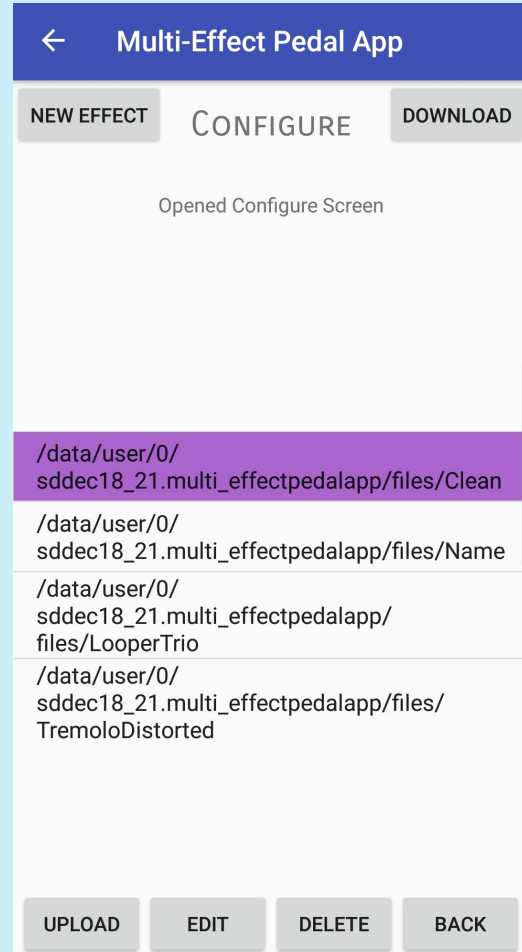 Multi-Effect Pedal App
NEW EFFECT
CONFIGURE
DOWNLOAD
Opened Configure Screen
/data/user/0/
sddec18_21.multi_effectpedalapp/files/Clean
/data/user/0/
sddec18_21.multi_effectpedalapp/files/Name
/data/user/0/
sddec18_21.multi_effectpedalapp/
files/LooperTrio
/data/user/0/
sddec18_21.multi_effectpedalapp/files/
TremoloDistorted
UPLOAD
EDIT
DELETE
BACK